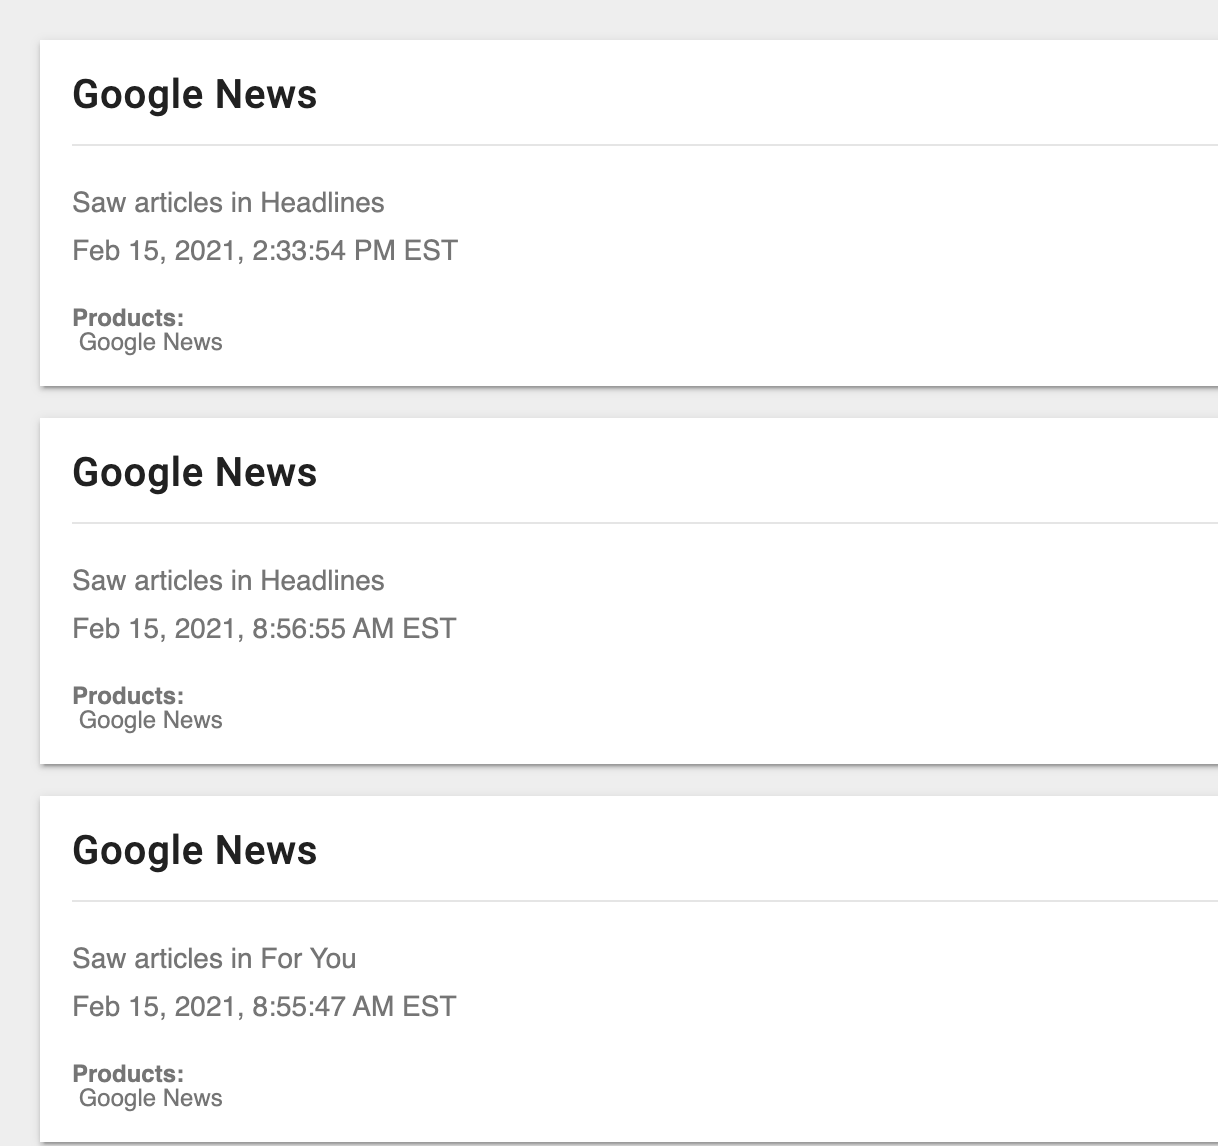 Google News
Saw articles in Headlines
Feb 15, 2021, 2:33:54 PM EST
Products:
Google News
Google News
Saw articles in Headlines
Feb 15, 2021, 8:56:55 AM EST
Products:
Google News
Google News
Saw articles in For You
Feb 15, 2021, 8:55:47 AM EST
Products:
Google News